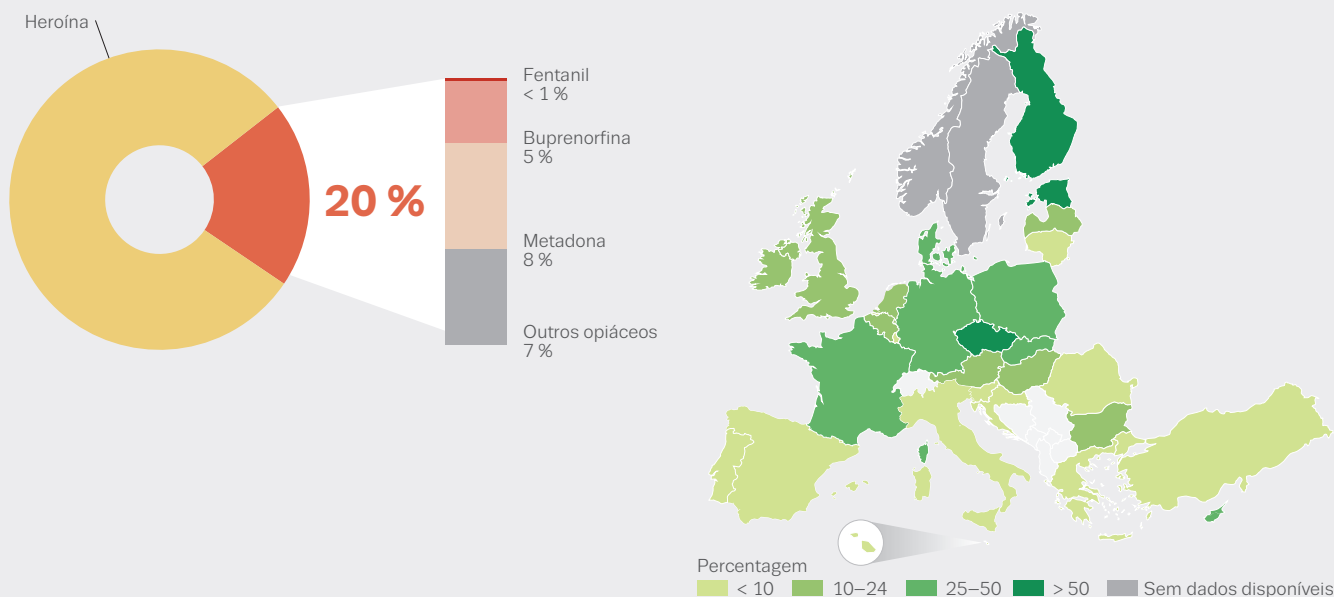 Heroína
Fentanil
< 1 %
Buprenorfina
5 %
20 %
Metadona
8 %
Outros opiáceos
7 %
Percentagem
< 10
10–24
25–50
> 50
Sem dados disponíveis